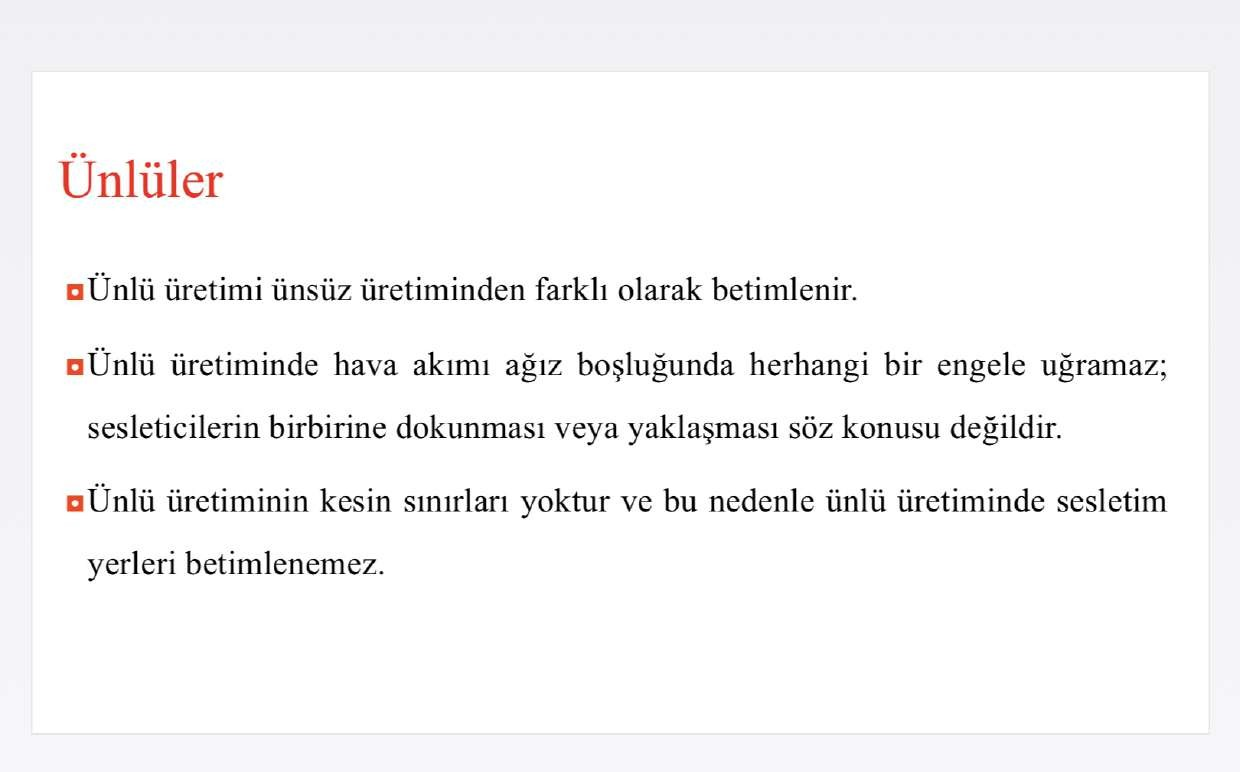 Ünlüler
Ünlü üretimi ünsüz üretiminden farklı olarak betimlenir.
Ünlü üretiminde hava akımı ağız boşluğunda herhangi bir engele uğramaz;
sesleticilerin birbirine dokunması veya yaklaşması söz konusu değildir.
Ünlü üretiminin kesin sınırları yoktur ve bu nedenle ünlü üretiminde sesletim
yerleri betimlenemez.